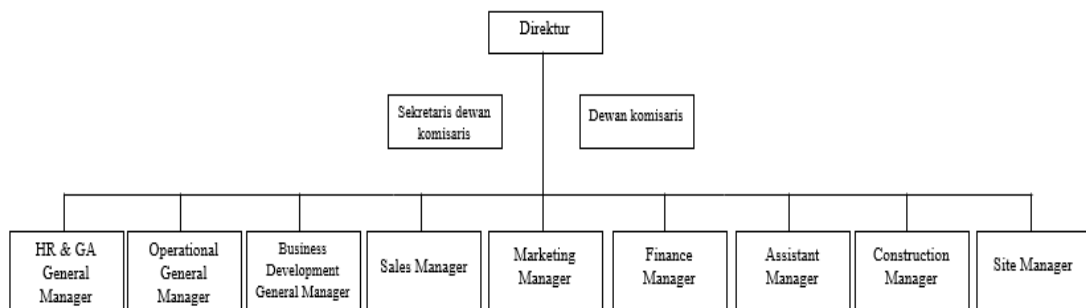 Direktur
Sekretaris dewan
komisaris
Dewan komisaris
HR & GA
General
Manager
Operational
General
Manager
Business
Development
General Manager
Sales Manager
Marketing
Manager
Finance
Manager
Assistant
Manager
Construction
Manager
Site Manager